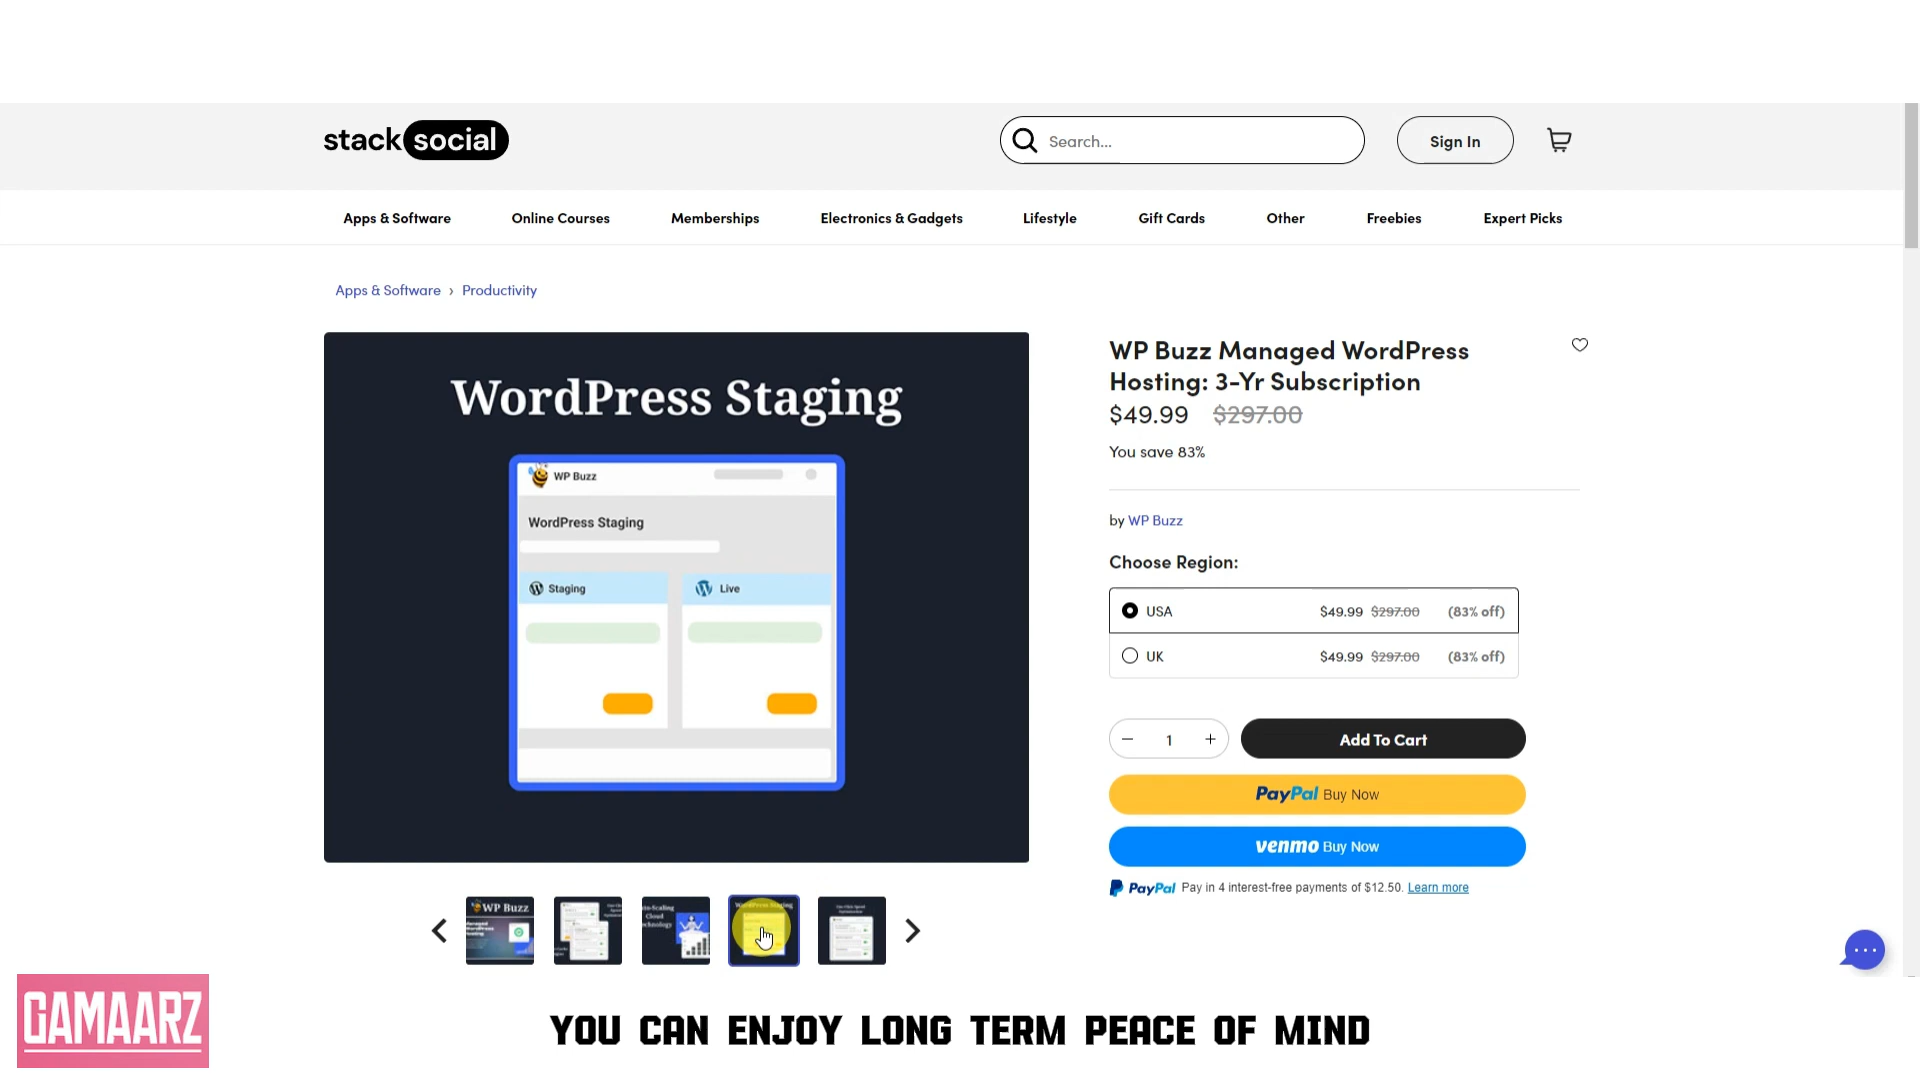 stack social
Search...
Sign In
Apps & Software
Online Courses
Memberships
Electronics & Gadgets
Lifestyle
Gift Cards
Other
Freebies
Expert Picks
Apps & Software › Productivity
WordPress Staging
WP Buzz
WordPress Staging
Staging
Live
WP Buzz Managed WordPress
Hosting: 3-Yr Subscription
$49.99 $297.00
You save 83%
by WP Buzz
Choose Region:
USA $49.99 $297.00 (83% off)
UK $49.99 $297.00 (83% off)
− 1 +
Add To Cart
PayPal Buy Now
venmo Buy Now
PayPal Pay in 4 interest-free payments of $12.50. Learn more
WP Buzz
GAMAARZ
YOU CAN ENJOY LONG TERM PEACE OF MIND